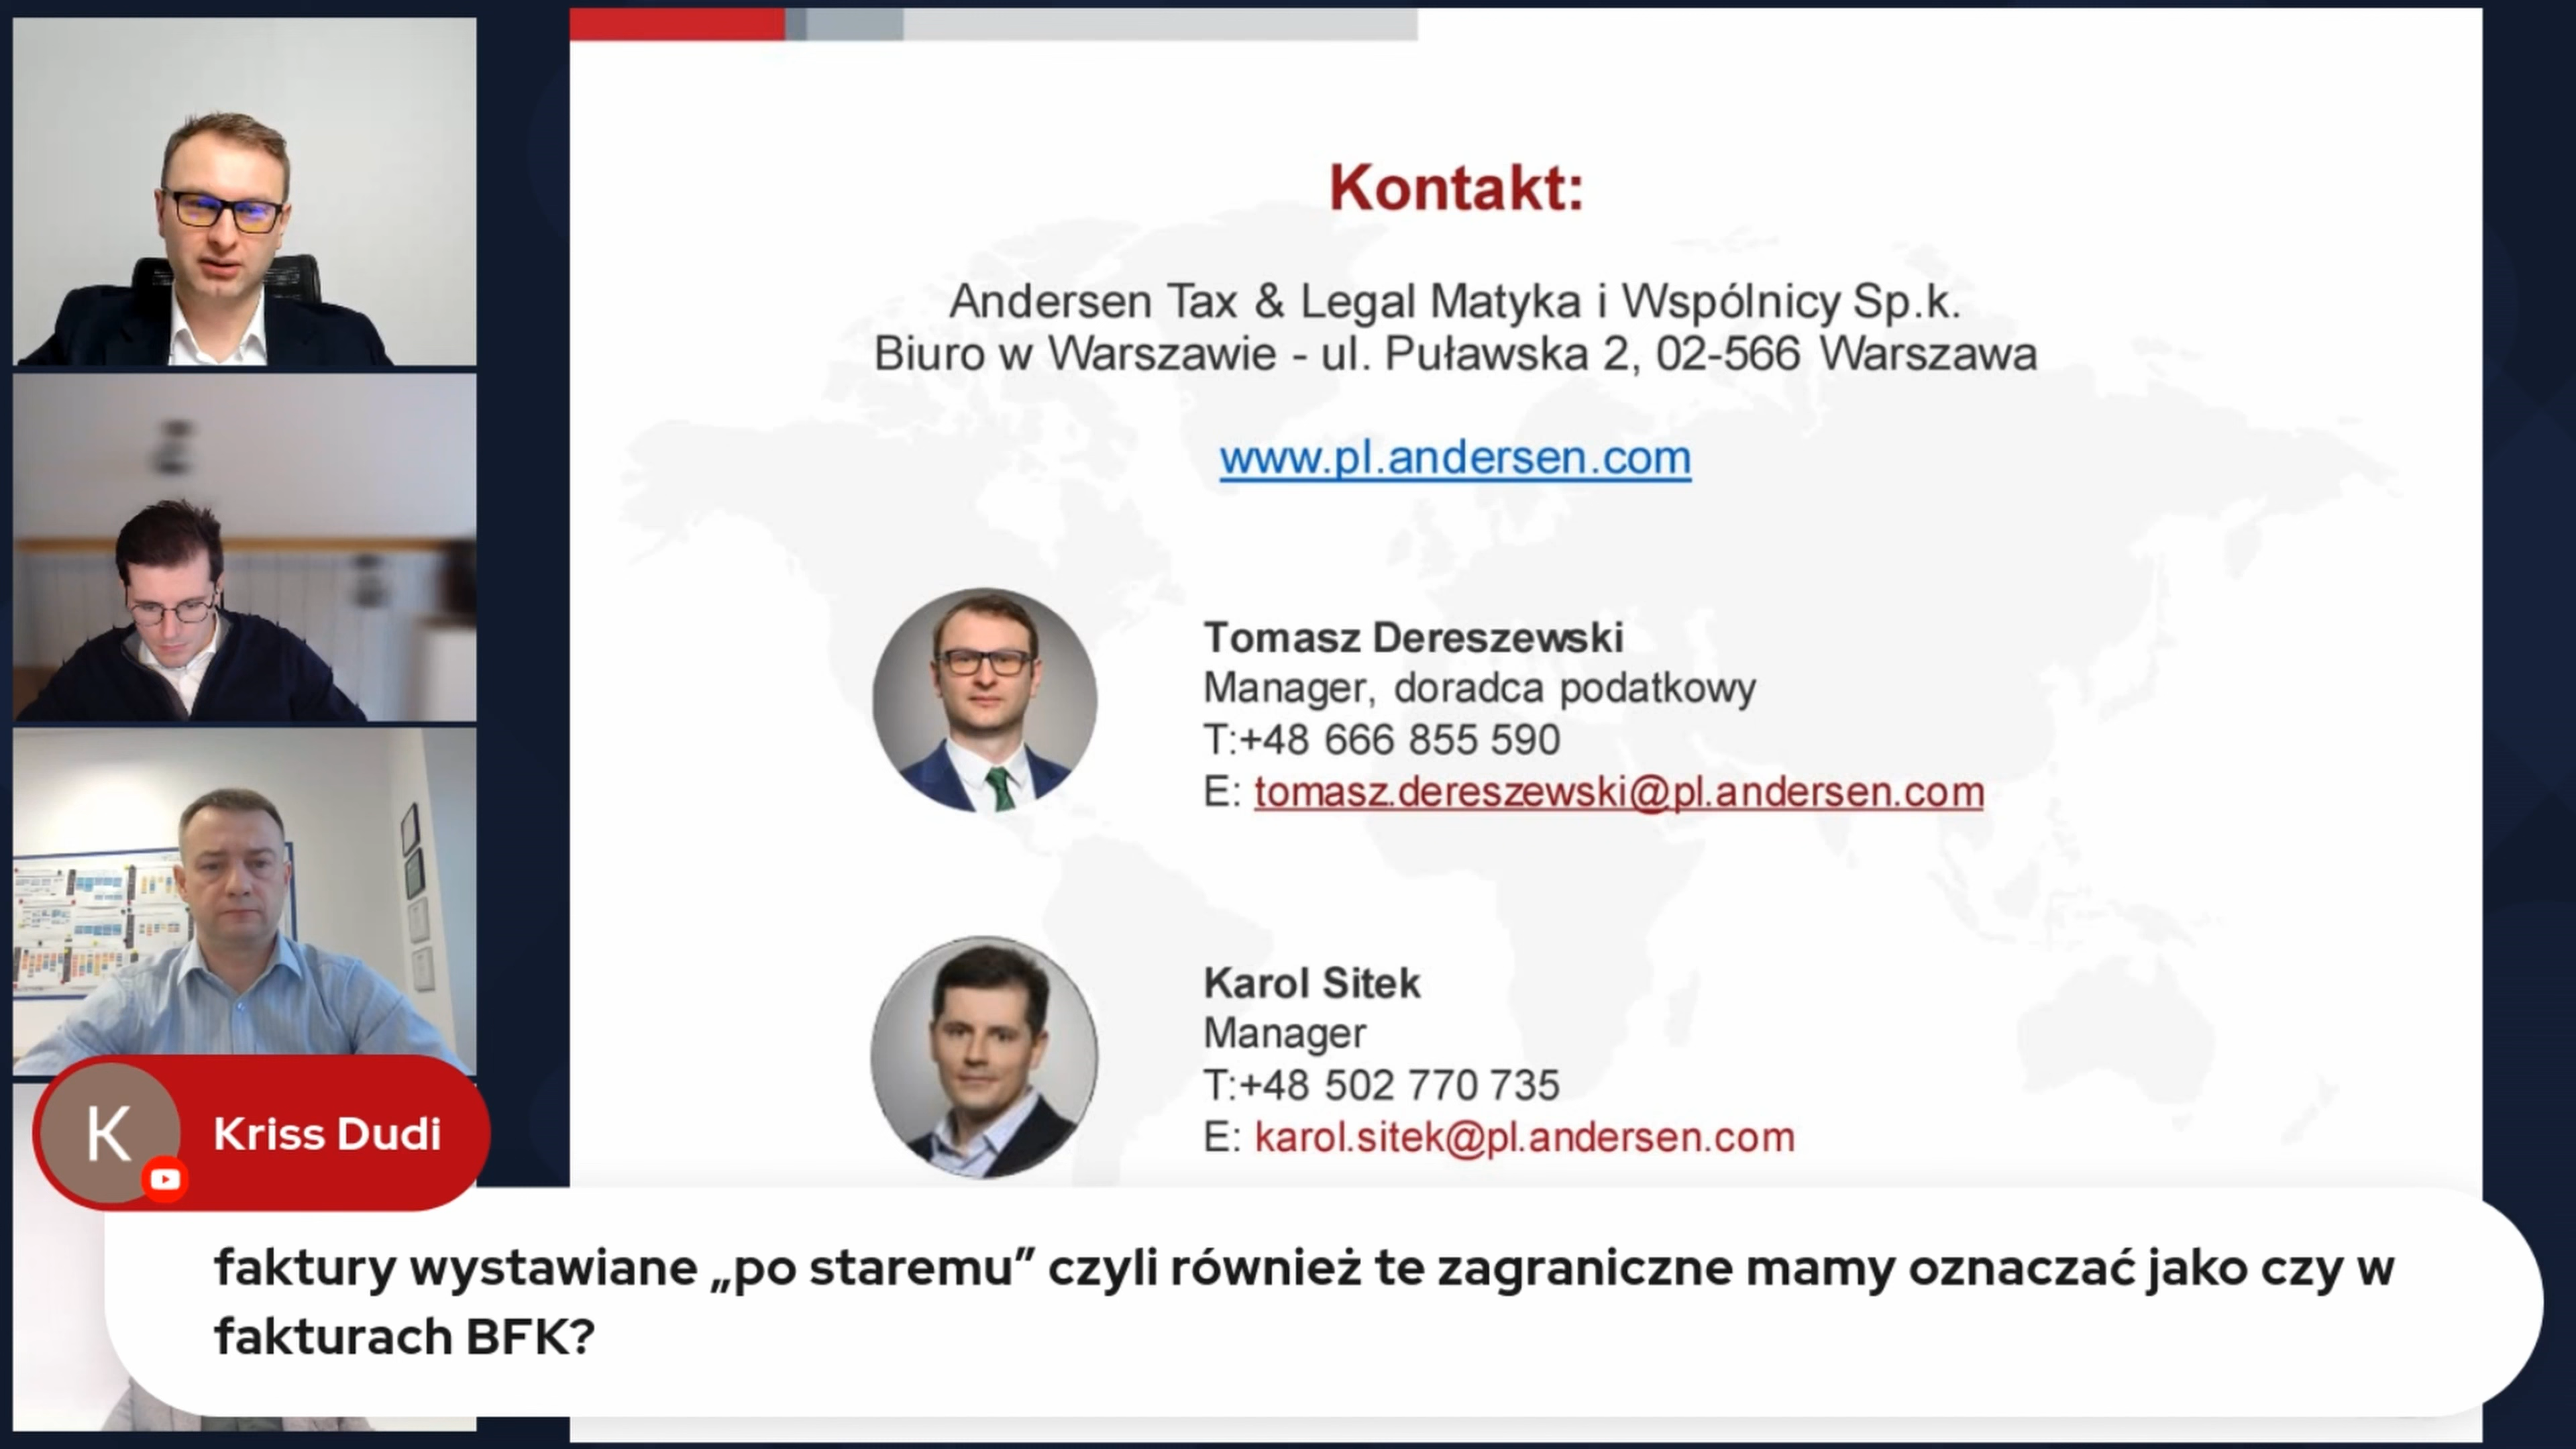 Kontakt:
Andersen Tax & Legal Matyka i Wspólnicy Sp.k.
Biuro w Warszawie - ul. Puławska 2, 02-566 Warszawa
www.pl.andersen.com
Tomasz Dereszewski
Manager, doradca podatkowy
T:+48 666 855 590
E: tomasz.dereszewski@pl.andersen.com
Karol Sitek
Manager
T:+48 502 770 735
E: karol.sitek@pl.andersen.com
K
Kriss Dudi
faktury wystawiane „po staremu” czyli również te zagraniczne mamy oznaczać jako czy w
fakturach BFK?